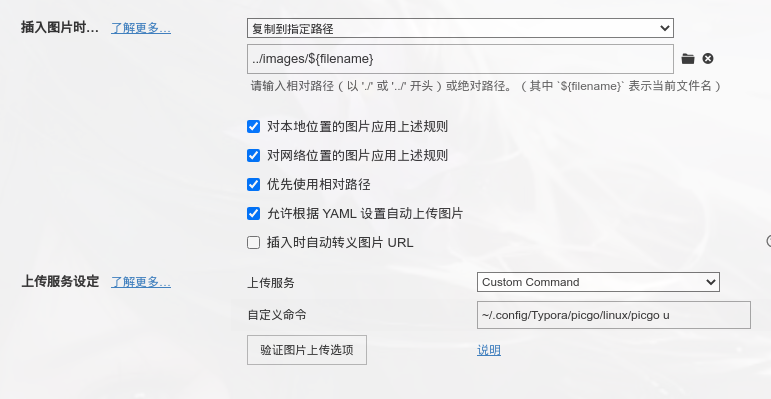 插入图片时... 了解更多... 复制到指定路径
../images/${filename}
请输入相对路径（以 './' 或 '../' 开头）或绝对路径。（其中 `${filename}` 表示当前文件名）
对本地位置的图片应用上述规则
对网络位置的图片应用上述规则
优先使用相对路径
允许根据 YAML 设置自动上传图片
插入时自动转义图片 URL
上传服务设定 了解更多... 上传服务 Custom Command
自定义命令 ~/.config/Typora/picgo/linux/picgo u
验证图片上传选项 说明